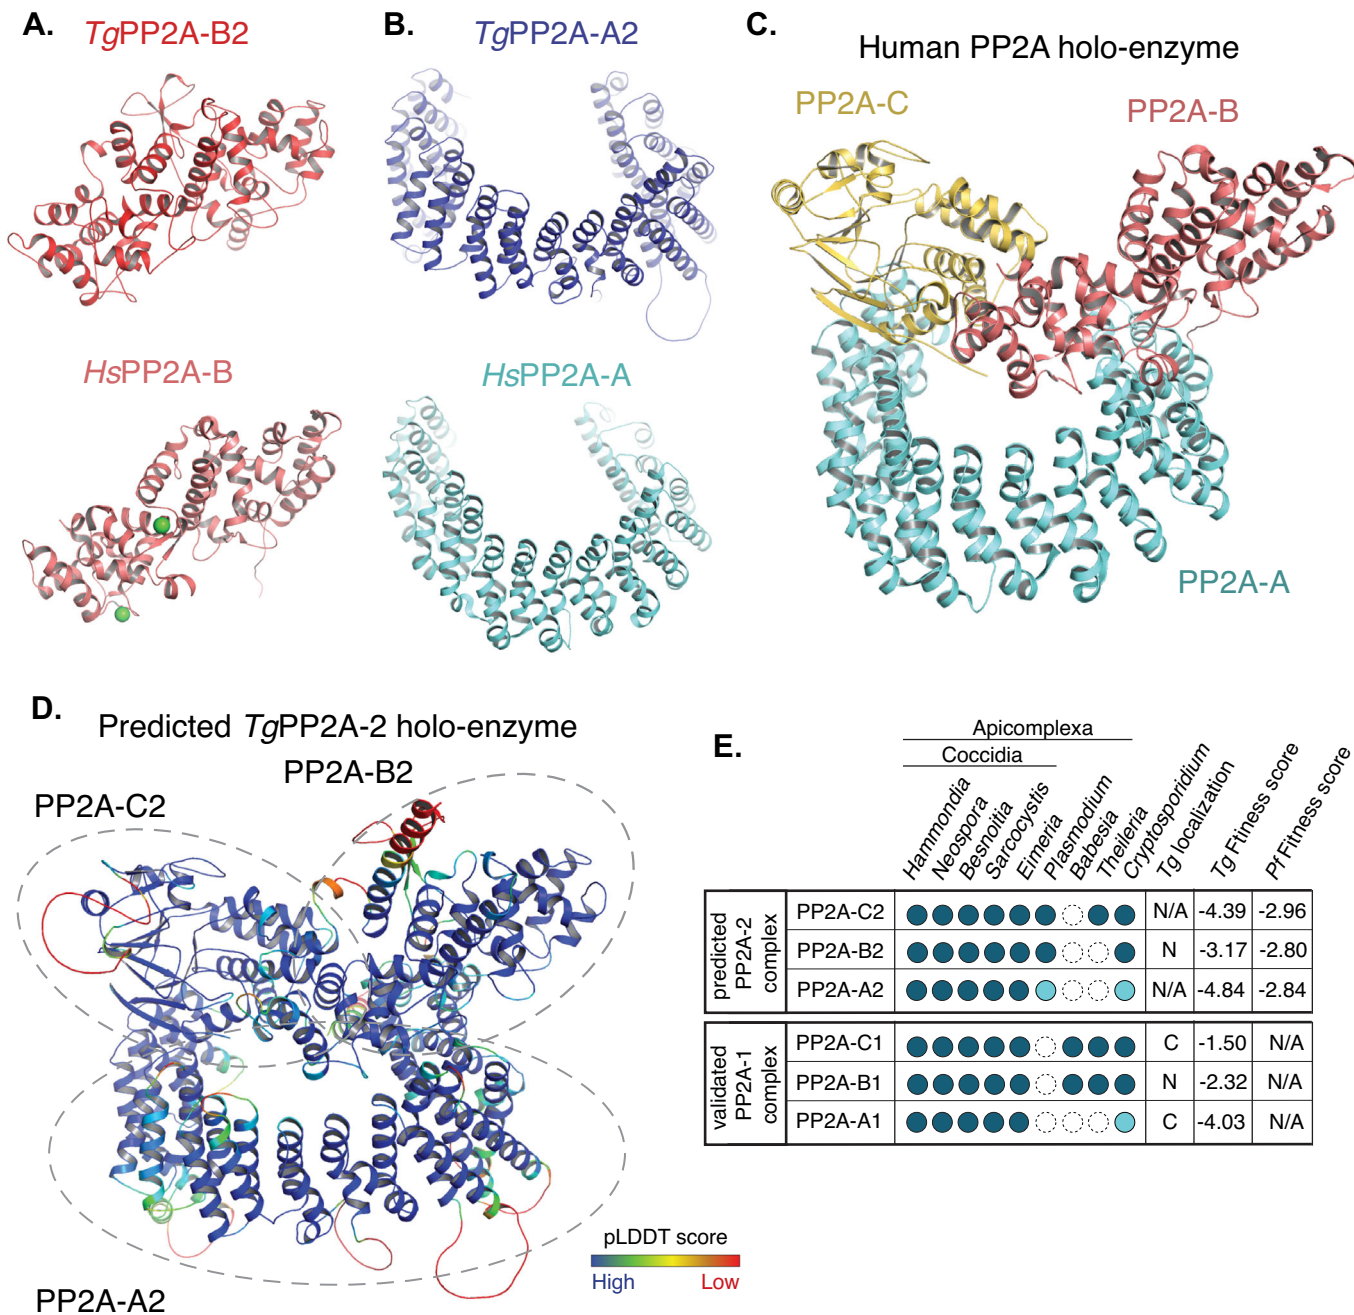 A.
TgPP2A-B2
HsPP2A-B
B.
TgPP2A-A2
HsPP2A-A
C.
Human PP2A holo-enzyme
PP2A-C
PP2A-B
PP2A-A
D.
Predicted TgPP2A-2 holo-enzyme
PP2A-B2
PP2A-C2
PP2A-A2
pLDDT score
High Low
E.
Apicomplexa
Coccidia
Hammondia
Neospora
Besnoitia
Sarcocystis
Eimeria
Plasmodium
Babesia
Theileria
Cryptosporidium
Tg localization
Tg Ftiness score
Pf Fitness score
predicted
PP2A-2
complex
PP2A-C2 N/A -4.39 -2.96
PP2A-B2 N -3.17 -2.80
PP2A-A2 N/A -4.84 -2.84
validated
PP2A-1
complex
PP2A-C1 C -1.50 N/A
PP2A-B1 N -2.32 N/A
PP2A-A1 C -4.03 N/A